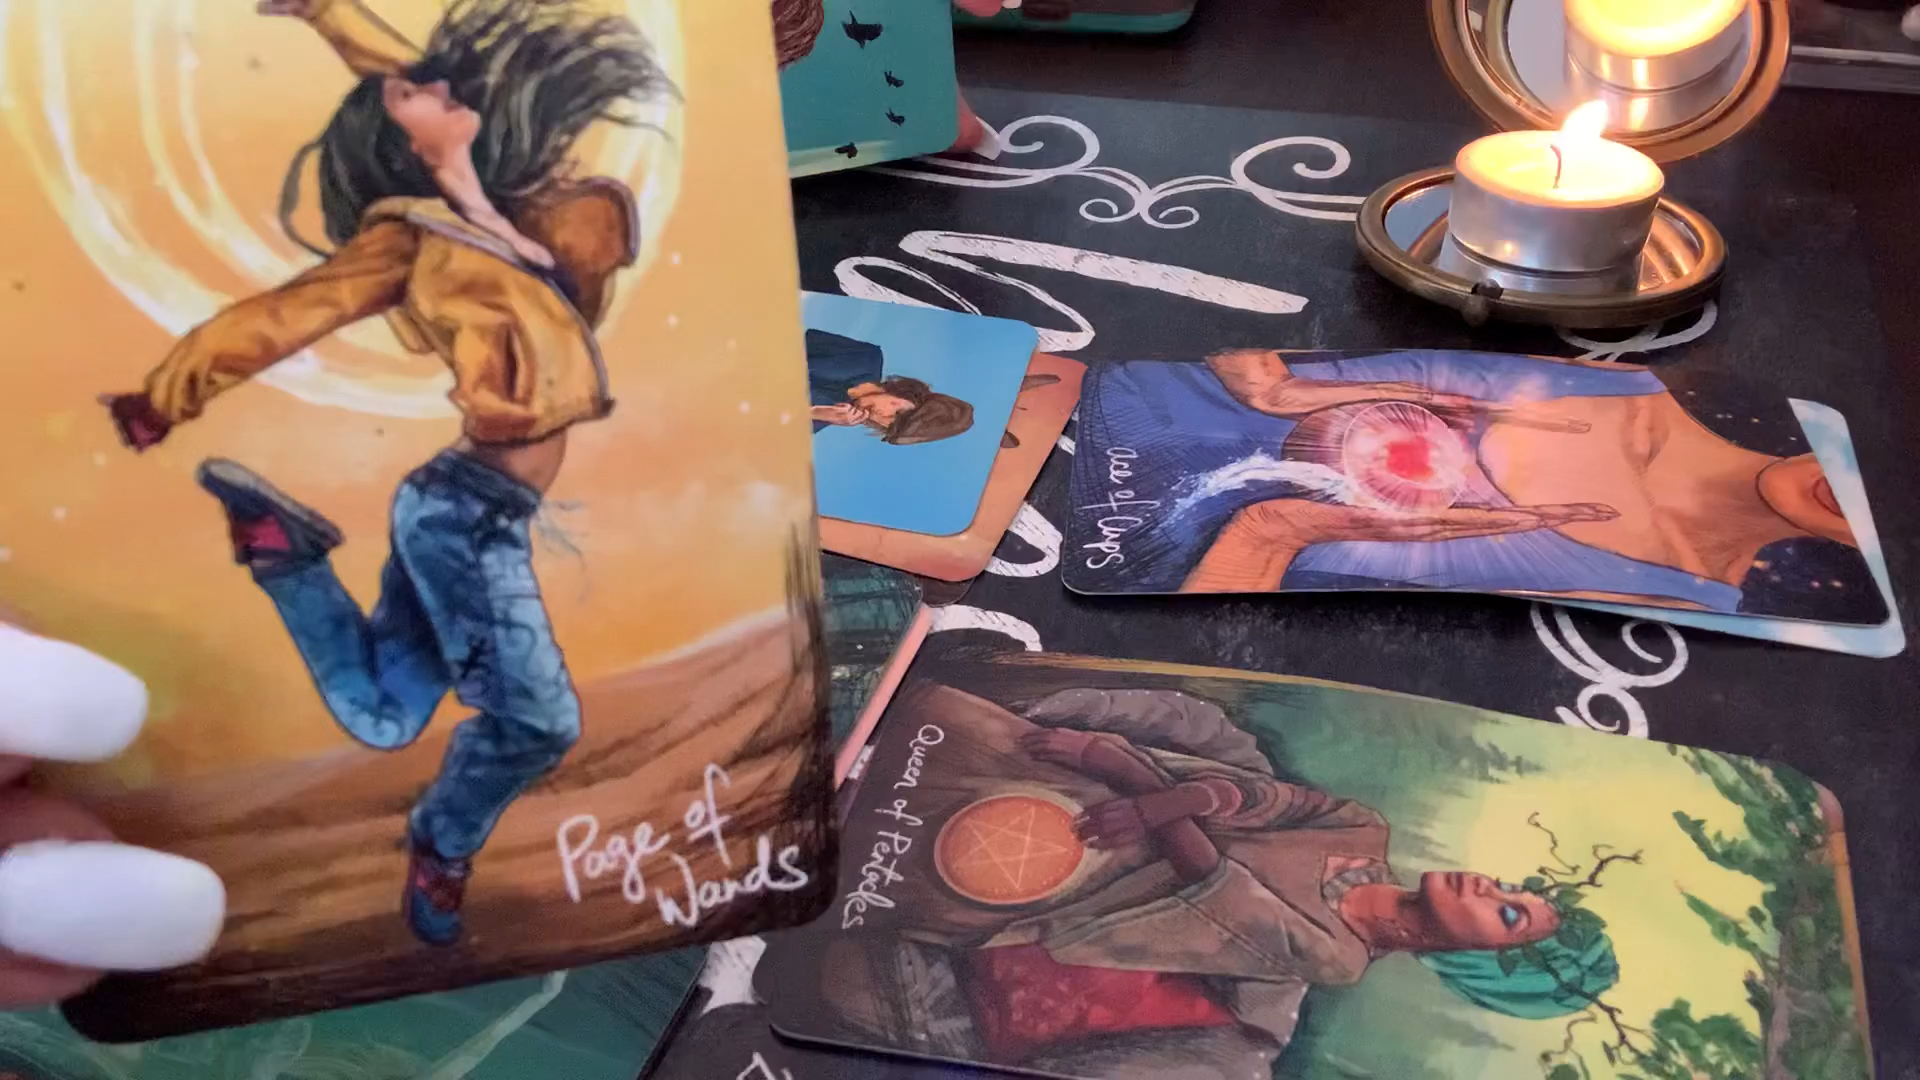 Page of
Wands
ace of cups
Queen of Pentacles